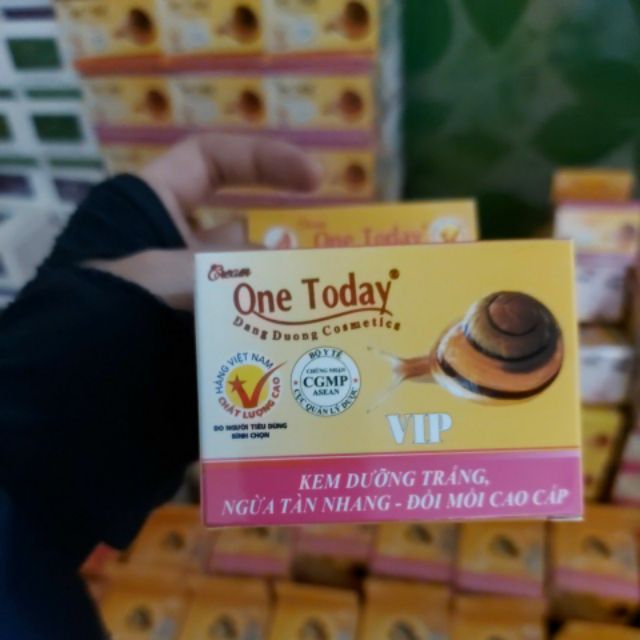 One Today
Cream
One Today®
Dang Duong Cosmetics
HÀNG VIỆT NAM
CHẤT LƯỢNG CAO
DO NGƯỜI TIÊU DÙNG
BÌNH CHỌN
BỘ Y TẾ
CHỨNG NHẬN
CGMP
ASEAN
CỤC QUẢN LÝ DƯỢC
VIP
KEM DƯỠNG TRẮNG,
NGỪA TÀN NHANG - ĐỒI MỒI CAO CẤP